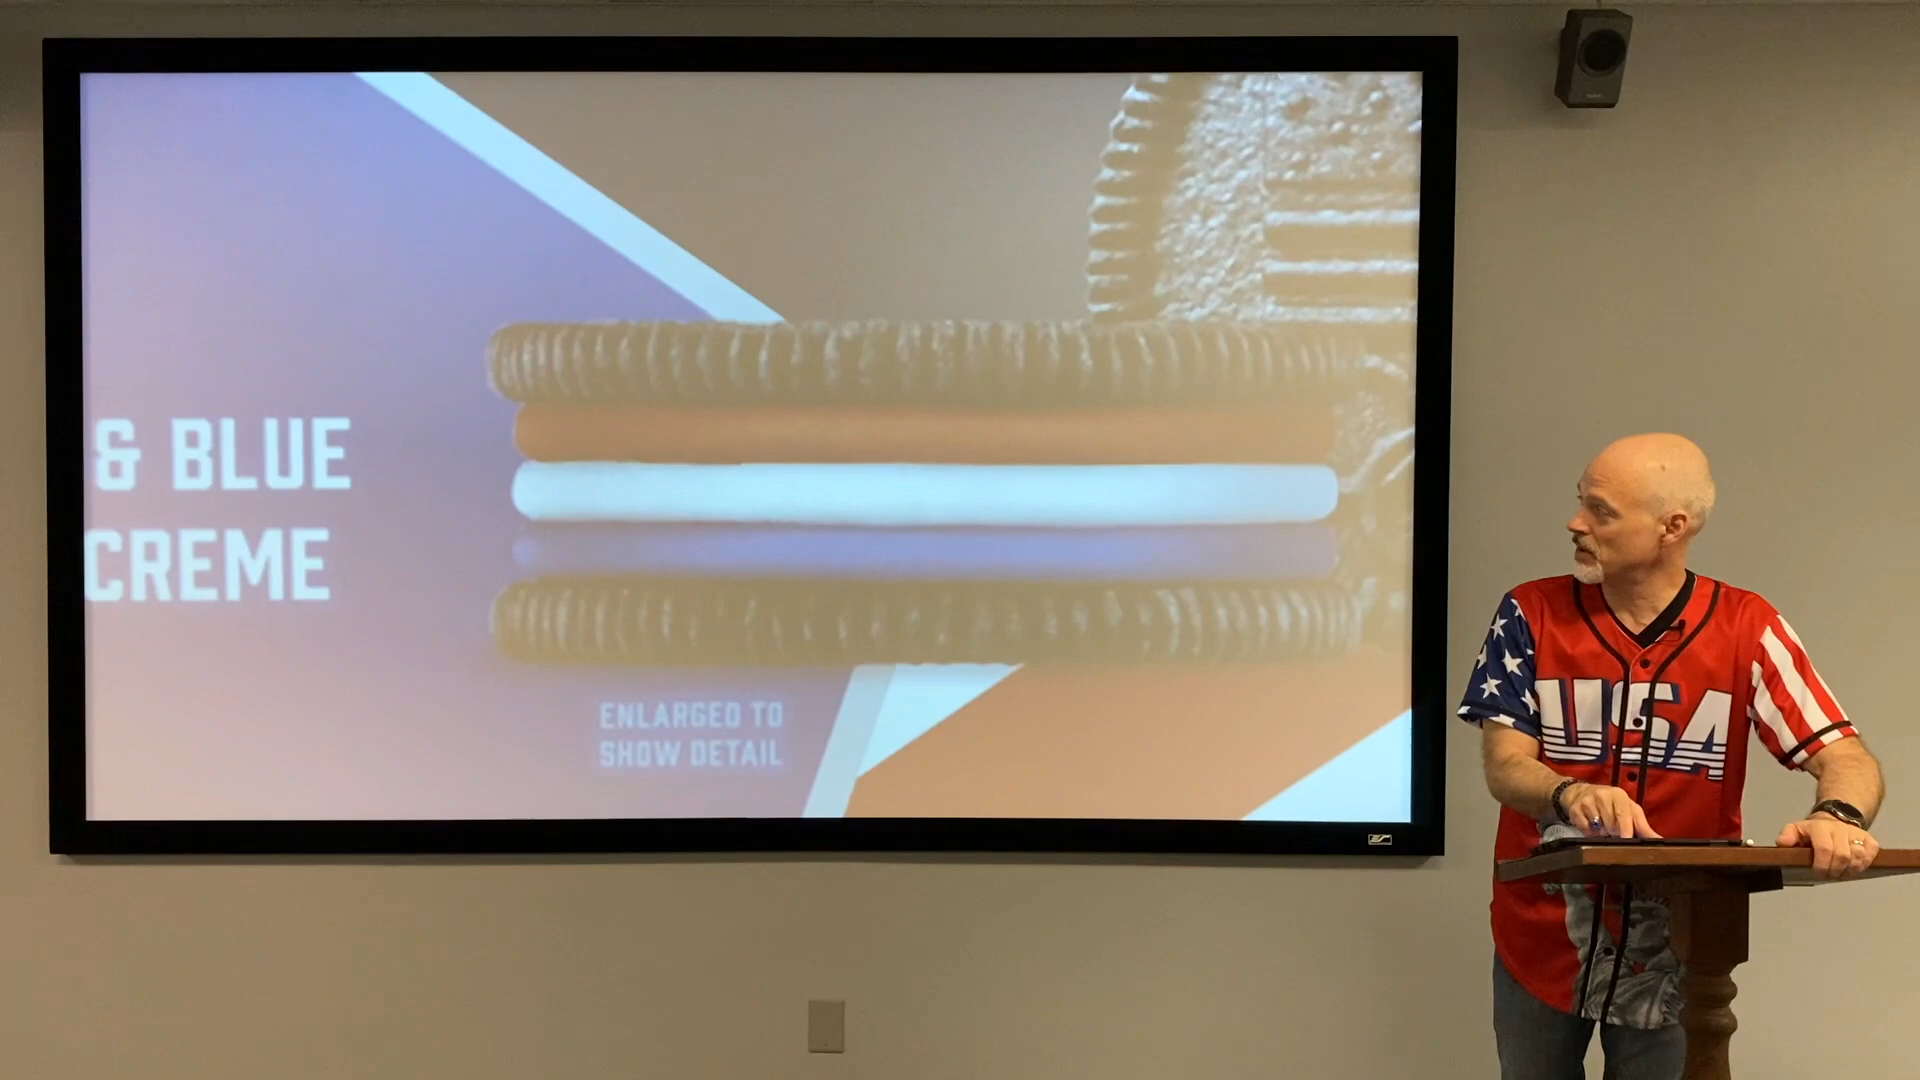 & BLUE
CREME
ENLARGED TO
SHOW DETAIL
USA